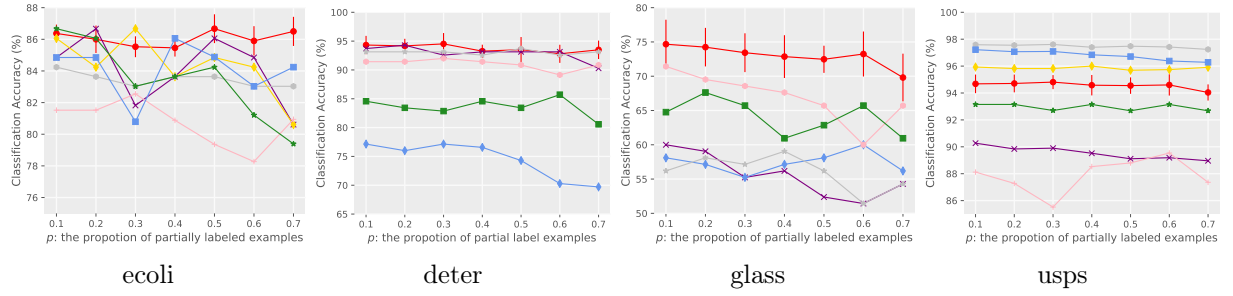 88
86
84
82
80
78
76
Classification Accuracy (%)
0.1 0.2 0.3 0.4 0.5 0.6 0.7
p: the propotion of partially labeled examples
ecoli
100
95
90
85
80
75
70
65
Classification Accuracy (%)
0.1 0.2 0.3 0.4 0.5 0.6 0.7
p: the propotion of partial label examples
deter
80
75
70
65
60
55
50
Classification Accuracy (%)
0.1 0.2 0.3 0.4 0.5 0.6 0.7
p: the propotion of partially labeled examples
glass
100
98
96
94
92
90
88
86
Classification Accuracy (%)
0.1 0.2 0.3 0.4 0.5 0.6 0.7
p: the propotion of partially labeled examples
usps